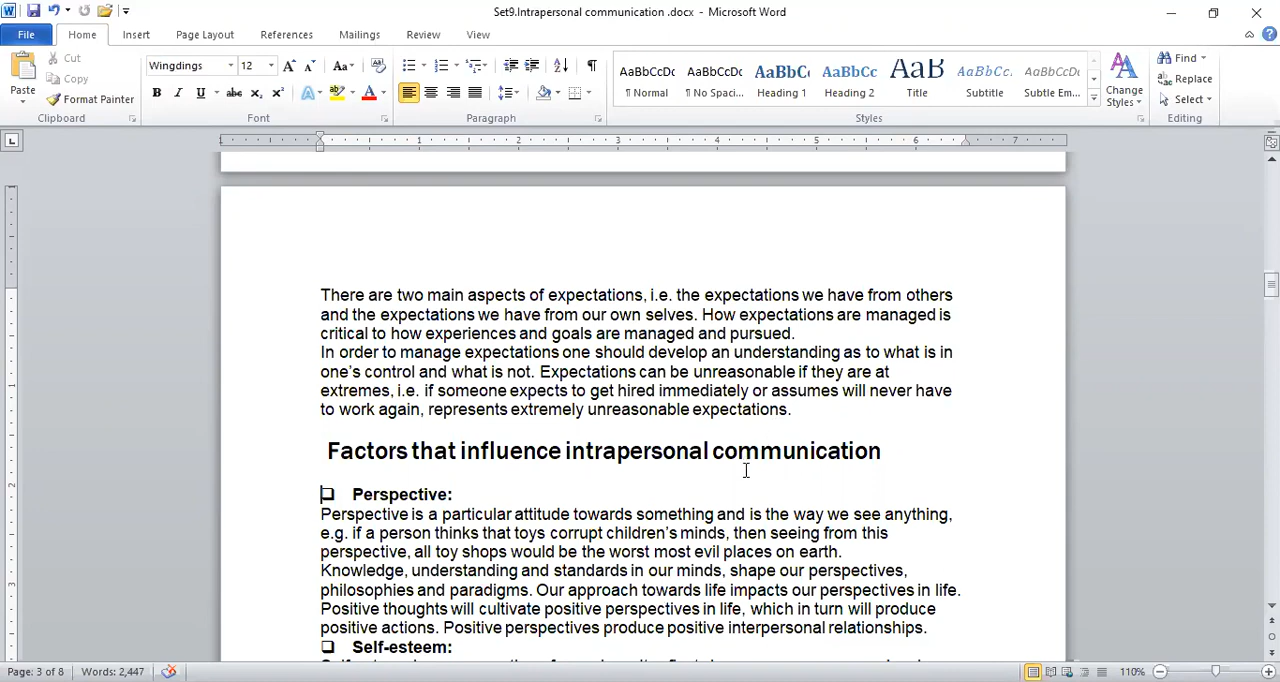 Set9.Intrapersonal communication .docx - Microsoft Word
File Home Insert Page Layout References Mailings Review View
Cut
Copy
Paste
Format Painter
Clipboard
Wingdings 12
Font
Paragraph
AaBbCcDc AaBbCcDc AaBbC AaBbCc AaB AaBbCc. AaBbCcDc
¶ Normal ¶ No Spaci... Heading 1 Heading 2 Title Subtitle Subtle Em...
Styles
Change
Styles
Find
Replace
Select
Editing
1 1 2 3 4 5 6 7
There are two main aspects of expectations, i.e. the expectations we have from others
and the expectations we have from our own selves. How expectations are managed is
critical to how experiences and goals are managed and pursued.
In order to manage expectations one should develop an understanding as to what is in
one's control and what is not. Expectations can be unreasonable if they are at
extremes, i.e. if someone expects to get hired immediately or assumes will never have
to work again, represents extremely unreasonable expectations.
Factors that influence intrapersonal communication
❑ Perspective:
Perspective is a particular attitude towards something and is the way we see anything,
e.g. if a person thinks that toys corrupt children's minds, then seeing from this
perspective, all toy shops would be the worst most evil places on earth.
Knowledge, understanding and standards in our minds, shape our perspectives,
philosophies and paradigms. Our approach towards life impacts our perspectives in life.
Positive thoughts will cultivate positive perspectives in life, which in turn will produce
positive actions. Positive perspectives produce positive interpersonal relationships.
❑ Self-esteem:
Page: 3 of 8 Words: 2,447 110%